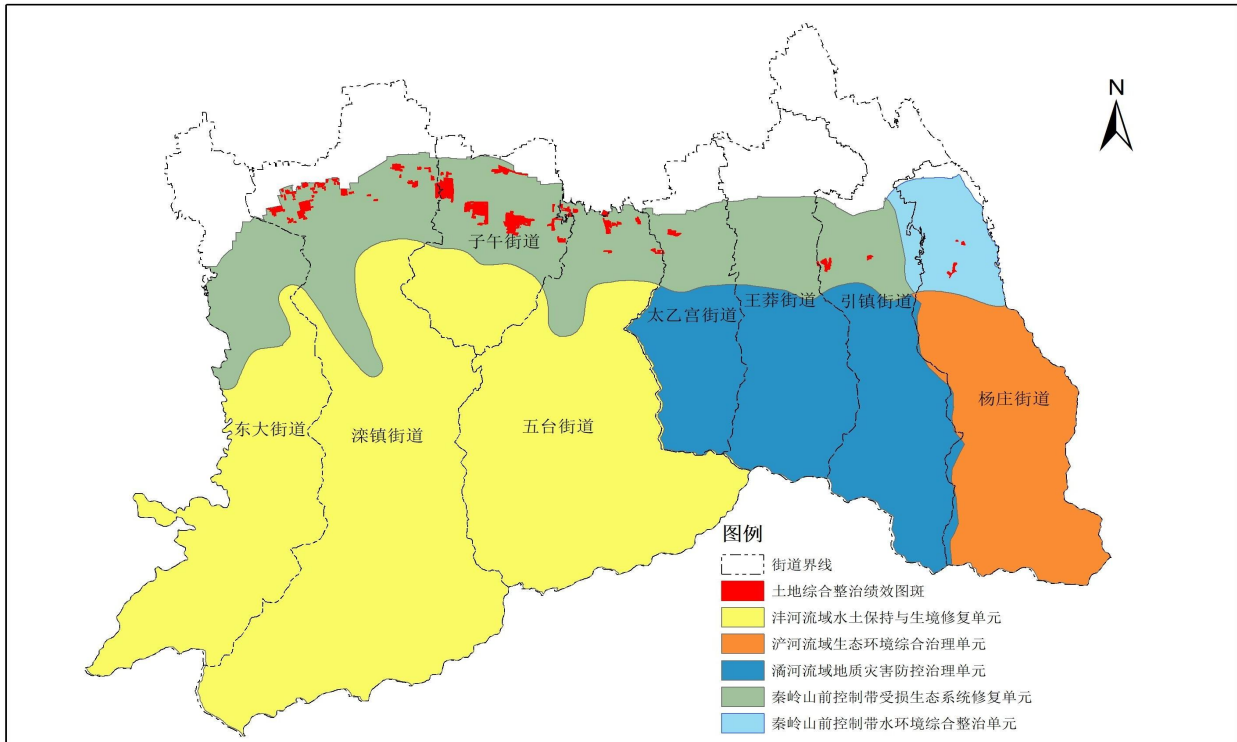 N
子午街道
太乙宫街道
王莽街道
引镇街道
东大街道
滦镇街道
五台街道
杨庄街道
图例
街道界线
土地综合整治绩效图斑
沣河流域水土保持与生境修复单元
浐河流域生态环境综合治理单元
潏河流域地质灾害防控治理单元
秦岭山前控制带受损生态系统修复单元
秦岭山前控制带水环境综合整治单元